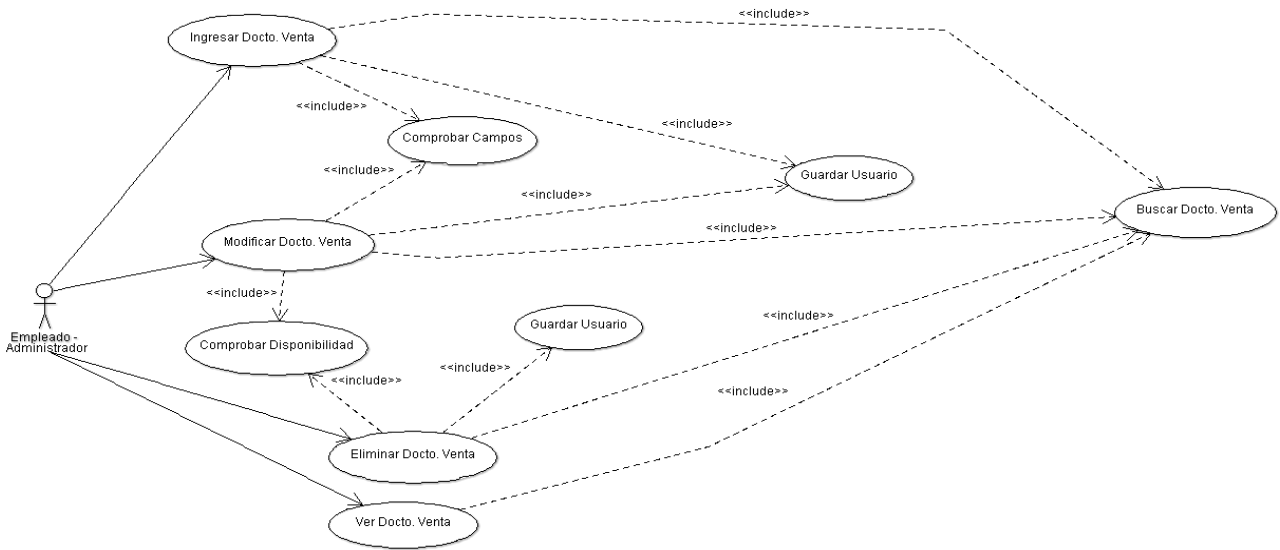 <<include>>
Ingresar Docto. Venta
<<include>>
<<include>>
Comprobar Campos
<<include>>
Guardar Usuario
<<include>>
Buscar Docto. Venta
<<include>>
Modificar Docto. Venta
<<include>>
<<include>>
Guardar Usuario
Empleado -
Administrador
Comprobar Disponibilidad
<<include>>
<<include>>
<<include>>
Eliminar Docto. Venta
Ver Docto. Venta